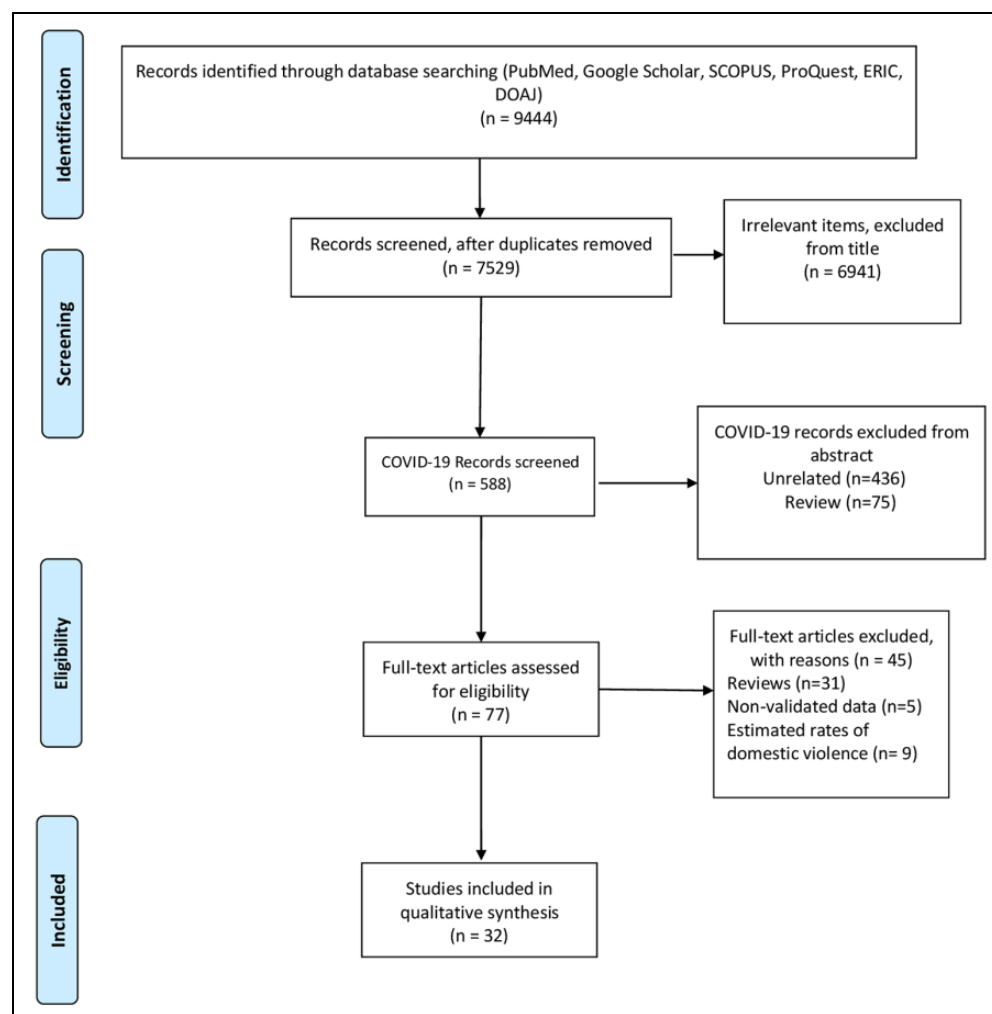 Identification
Records identified through database searching (PubMed, Google Scholar, SCOPUS, ProQuest, ERIC,
DOAJ)
(n = 9444)
Records screened, after duplicates removed
(n = 7529)
Irrelevant items, excluded
from title
(n = 6941)
Screening
COVID-19 Records screened
(n = 588)
COVID-19 records excluded from
abstract
Unrelated (n=436)
Review (n=75)
Eligibility
Full-text articles assessed
for eligibility
(n = 77)
Full-text articles excluded,
with reasons (n = 45)
Reviews (n=31)
Non-validated data (n=5)
Estimated rates of
domestic violence (n= 9)
Included
Studies included in
qualitative synthesis
(n = 32)